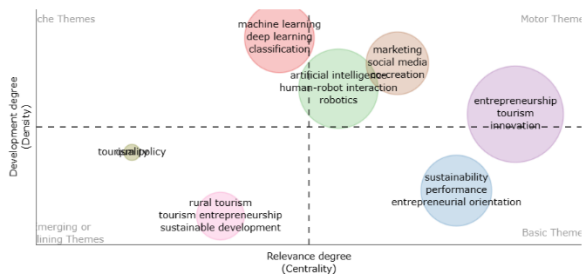 che Themes
Motor Theme
machine learning
deep learning
classification
marketing
social media
co-creation
artificial intelligence
human-robot interaction
robotics
entrepreneurship
tourism
innovation
Development degree
(Density)
tourism policy
sustainability
performance
entrepreneurial orientation
rural tourism
tourism entrepreneurship
sustainable development
merging or
lining Themes
Basic Theme
Relevance degree
(Centrality)